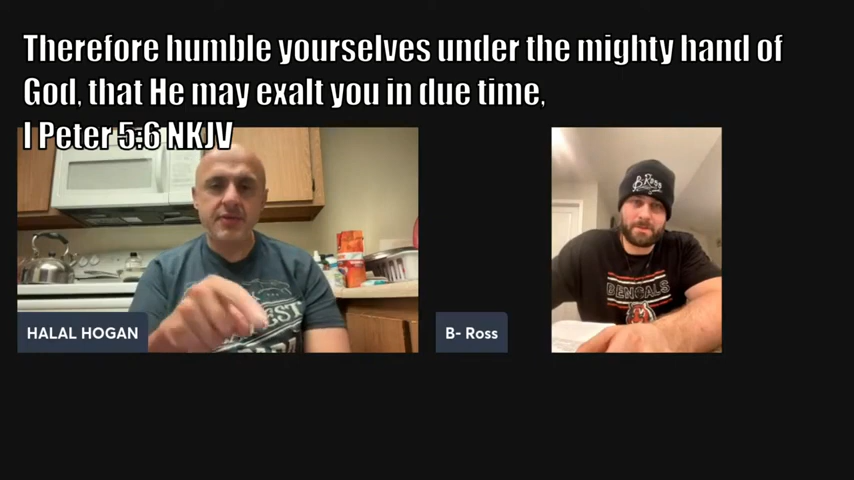 Therefore humble yourselves under the mighty hand of
God, that He may exalt you in due time,
I Peter 5:6 NKJV
B-Ross
BENGALS
HALAL HOGAN
B- Ross